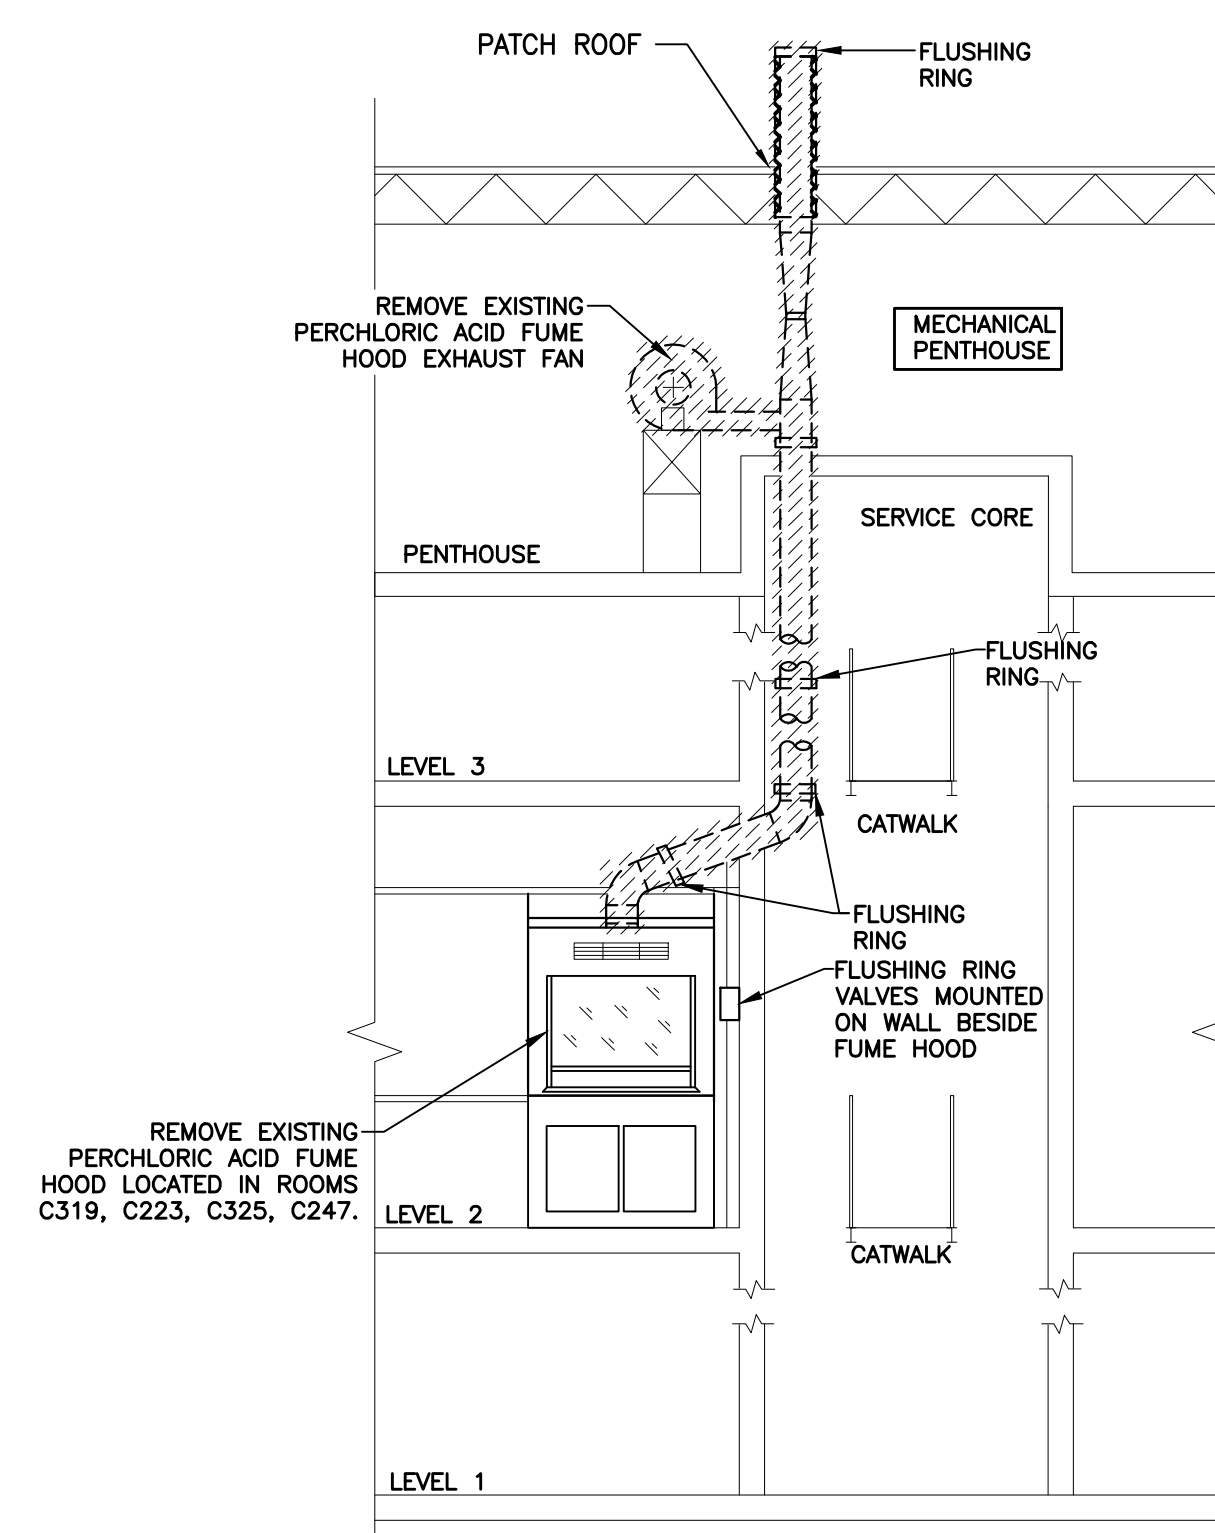 PATCH ROOF
FLUSHING
RING
REMOVE EXISTING
PERCHLORIC ACID FUME
HOOD EXHAUST FAN
MECHANICAL
PENTHOUSE
SERVICE CORE
PENTHOUSE
FLUSHING
RING
LEVEL 3
CATWALK
FLUSHING
RING
FLUSHING RING
VALVES MOUNTED
ON WALL BESIDE
FUME HOOD
REMOVE EXISTING
PERCHLORIC ACID FUME
HOOD LOCATED IN ROOMS
C319, C223, C325, C247.
LEVEL 2
CATWALK
LEVEL 1